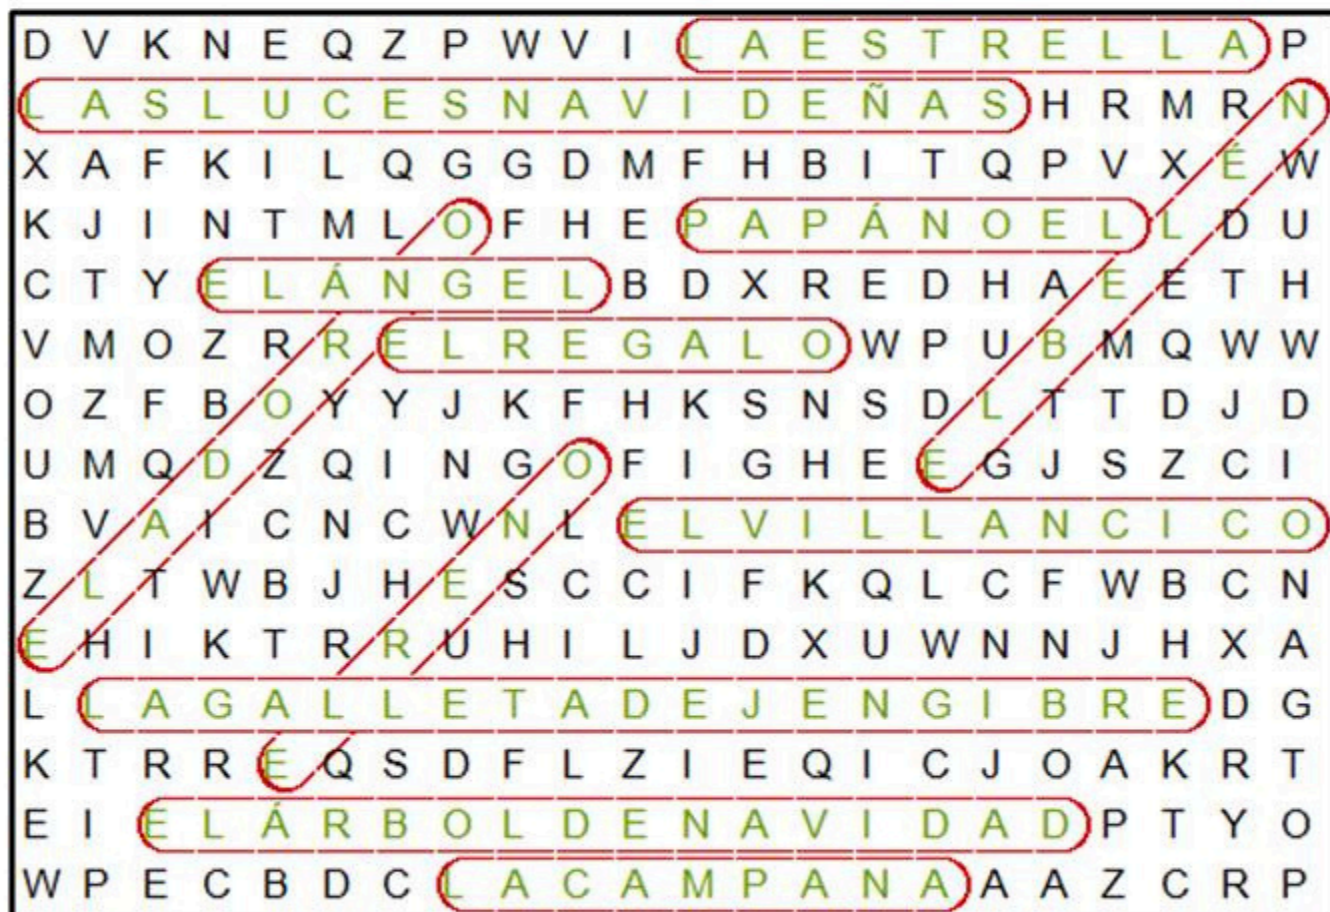 D V K N E Q Z P W V I L A E S T R E L L A P
L A S L U C E S N A V I D E Ñ A S H R M R N
X A F K I L Q G G D M F H B I T Q P V X É W
K J I N T M L O F H E P A P Á N O E L L D U
C T Y E L Á N G E L B D X R E D H A E E T H
V M O Z R R E L R E G A L O W P U B M Q W W
O Z F B O Y Y J K F H K S N S D L T T D J D
U M Q D Z Q I N G O F I G H E E G J S Z C I
B V A I C N C W N L E L V I L L A N C I C O
Z L T W B J H E S C C I F K Q L C F W B C N
E H I K T R R U H I L J D X U W N N J H X A
L L A G A L L E T A D E J E N G I B R E D G
K T R R E Q S D F L Z I E Q I C J O A K R T
E I E L Á R B O L D E N A V I D A D P T Y O
W P E C B D C L A C A M P A N A A A Z C R P